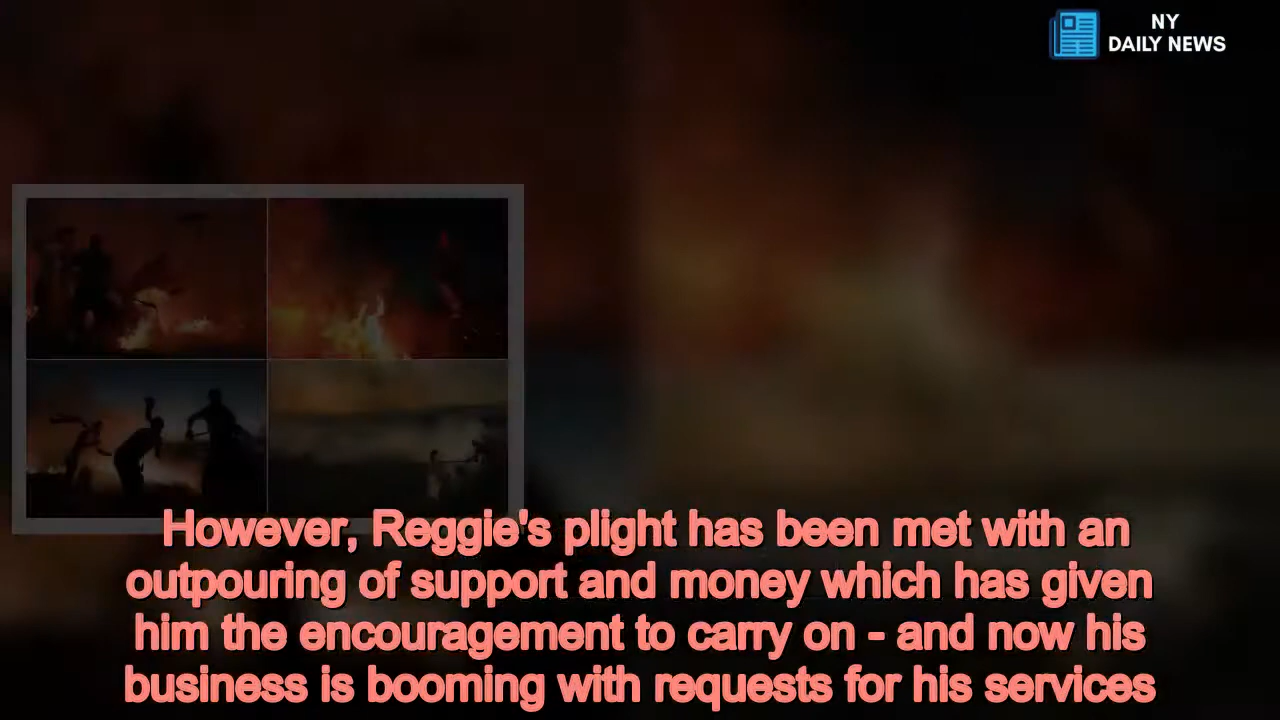 NY
DAILY NEWS
However, Reggie's plight has been met with an
outpouring of support and money which has given
him the encouragement to carry on - and now his
business is booming with requests for his services